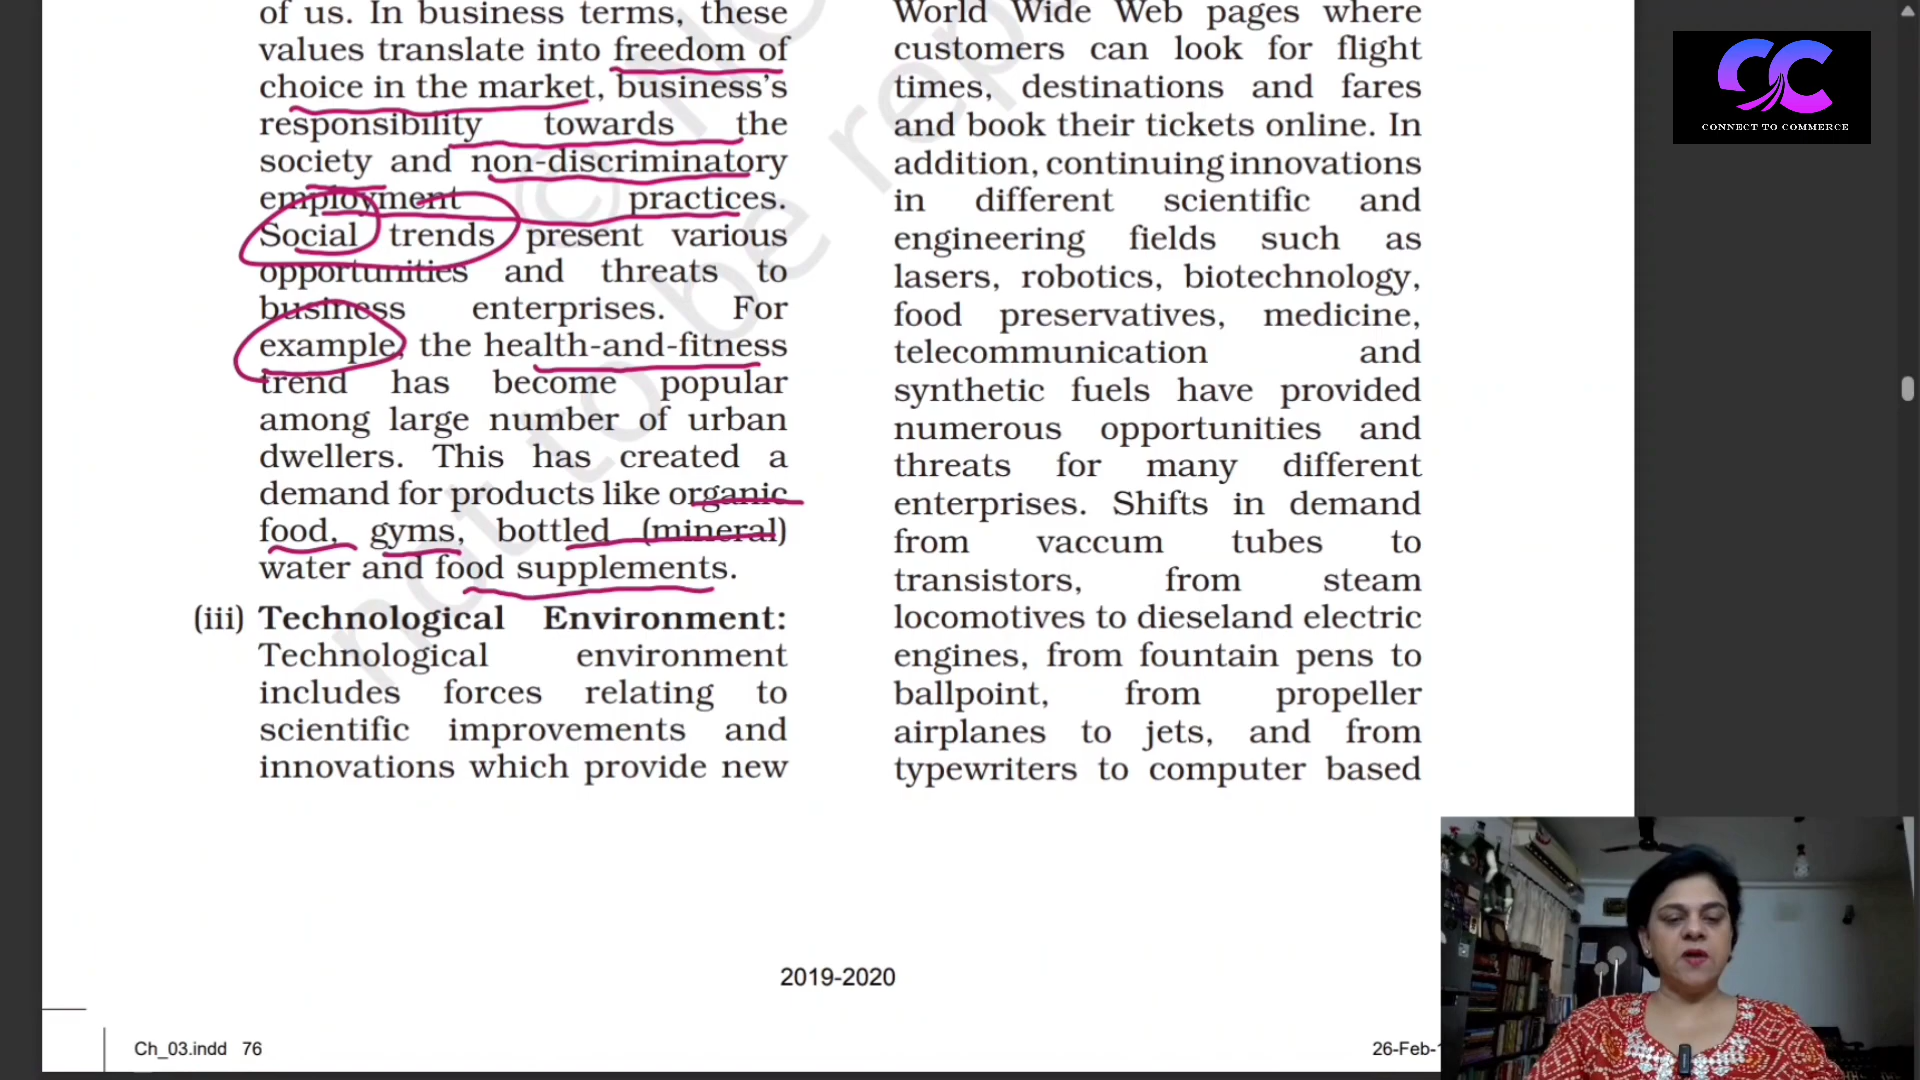 of us. In business terms, these
values translate into freedom of
choice in the market, business's
responsibility towards the
society and non-discriminatory
employment practices.
Social trends present various
opportunities and threats to
business enterprises. For
example, the health-and-fitness
trend has become popular
among large number of urban
dwellers. This has created a
demand for products like organic
food, gyms, bottled (mineral)
water and food supplements.
(iii) Technological Environment:
Technological environment
includes forces relating to
scientific improvements and
innovations which provide new
World Wide Web pages where
customers can look for flight
times, destinations and fares
and book their tickets online. In
addition, continuing innovations
in different scientific and
engineering fields such as
lasers, robotics, biotechnology,
food preservatives, medicine,
telecommunication and
synthetic fuels have provided
numerous opportunities and
threats for many different
enterprises. Shifts in demand
from vaccum tubes to
transistors, from steam
locomotives to dieseland electric
engines, from fountain pens to
ballpoint, from propeller
airplanes to jets, and from
typewriters to computer based
2019-2020
Ch_03.indd 76
26-Feb-
not to be rep
CC
CONNECT TO COMMERCE